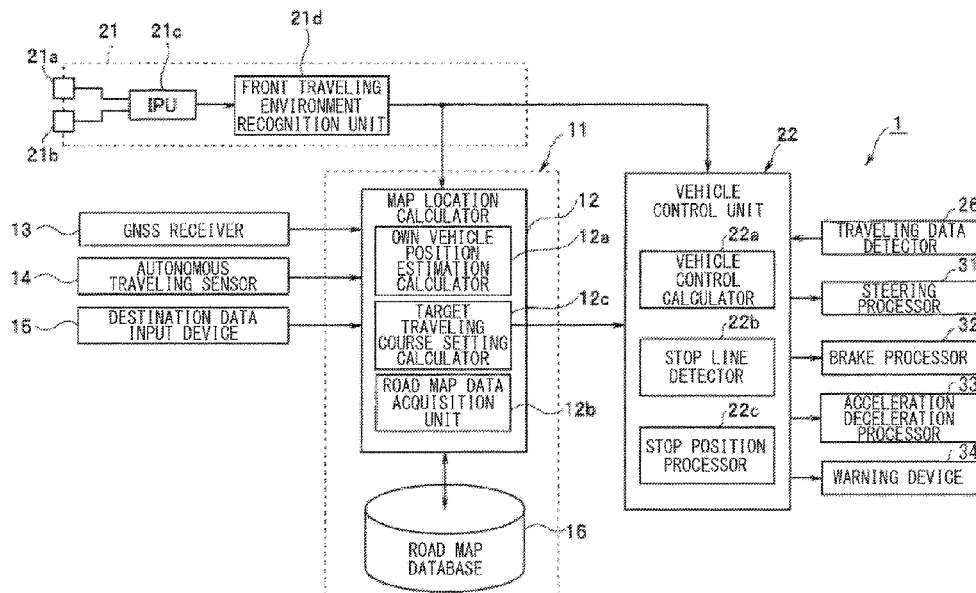 21
21d
21a
21c
IPU
FRONT TRAVELING
ENVIRONMENT
RECOGNITION UNIT
21b
11
1
22
MAP LOCATION
CALCULATOR
12
VEHICLE
CONTROL UNIT
26
13
GNSS RECEIVER
OWN VEHICLE
POSITION
ESTIMATION
CALCULATOR
12a
22a
VEHICLE
CONTROL
CALCULATOR
TRAVELING DATA
DETECTOR
14
AUTONOMOUS
TRAVELING SENSOR
31
STEERING
PROCESSOR
12c
15
DESTINATION DATA
INPUT DEVICE
TARGET
TRAVELING
COURSE SETTING
CALCULATOR
22b
STOP LINE
DETECTOR
32
BRAKE PROCESSOR
ROAD MAP DATA
ACQUISITION
UNIT
12b
33
ACCELERATION
DECELERATION
PROCESSOR
22c
STOP POSITION
PROCESSOR
34
WARNING DEVICE
ROAD MAP
DATABASE
16